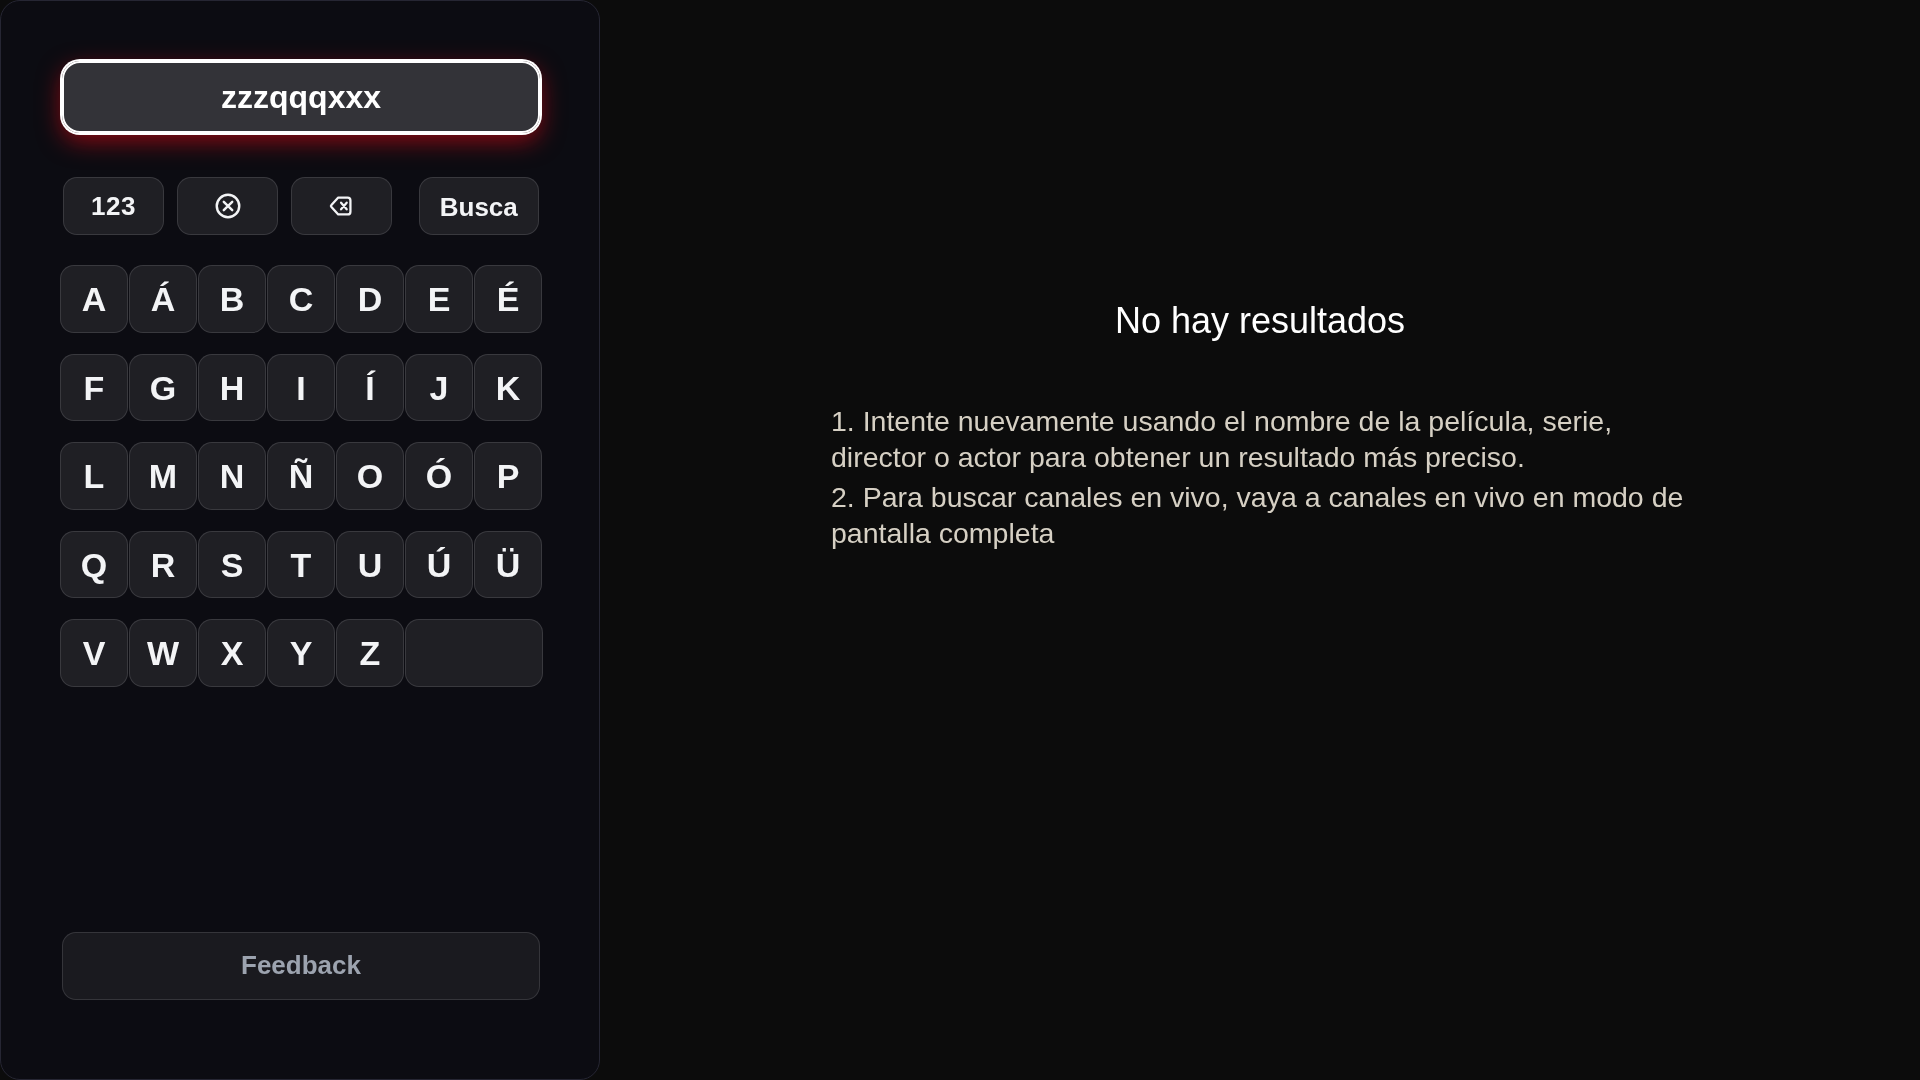 zzzqqqxxx
123
Busca
A Á B C D E É
F G H I Í J K
L M N Ñ O Ó P
Q R S T U Ú Ü
V W X Y Z
Feedback
No hay resultados
1. Intente nuevamente usando el nombre de la película, serie,
director o actor para obtener un resultado más preciso.
2. Para buscar canales en vivo, vaya a canales en vivo en modo de
pantalla completa